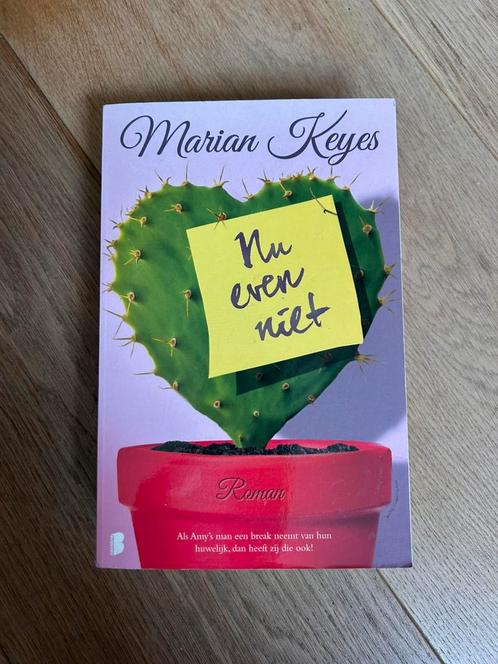 Marian Keyes
Nu
even
niet
Roman
Als Amy's man een break neemt van hun
huwelijk, dan heeft zij die ook!